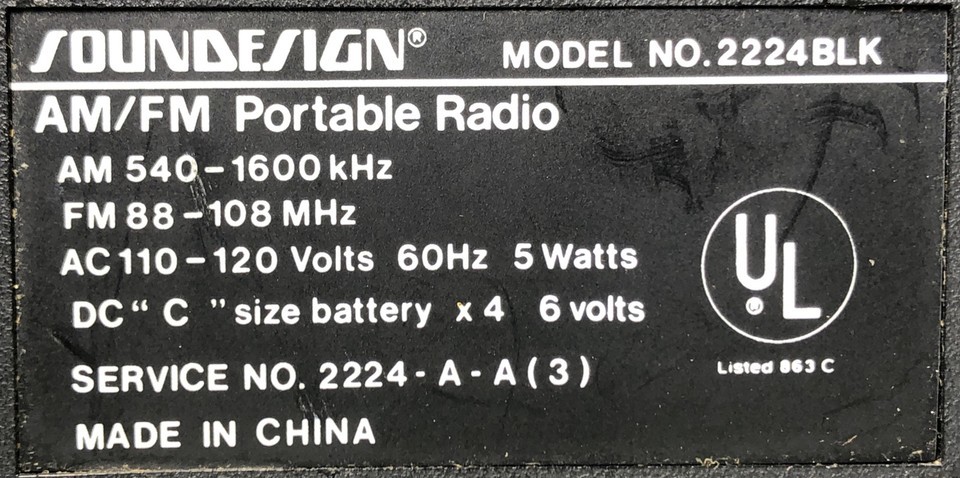 SOUNDESIGN® MODEL NO. 2224BLK
AM/FM Portable Radio
AM 540-1600 kHz
FM 88-108 MHz
AC 110-120 Volts 60Hz 5 Watts
DC “ C ” size battery x 4 6 volts
UL
®
Listed 863 C
SERVICE NO. 2224-A-A(3)
MADE IN CHINA